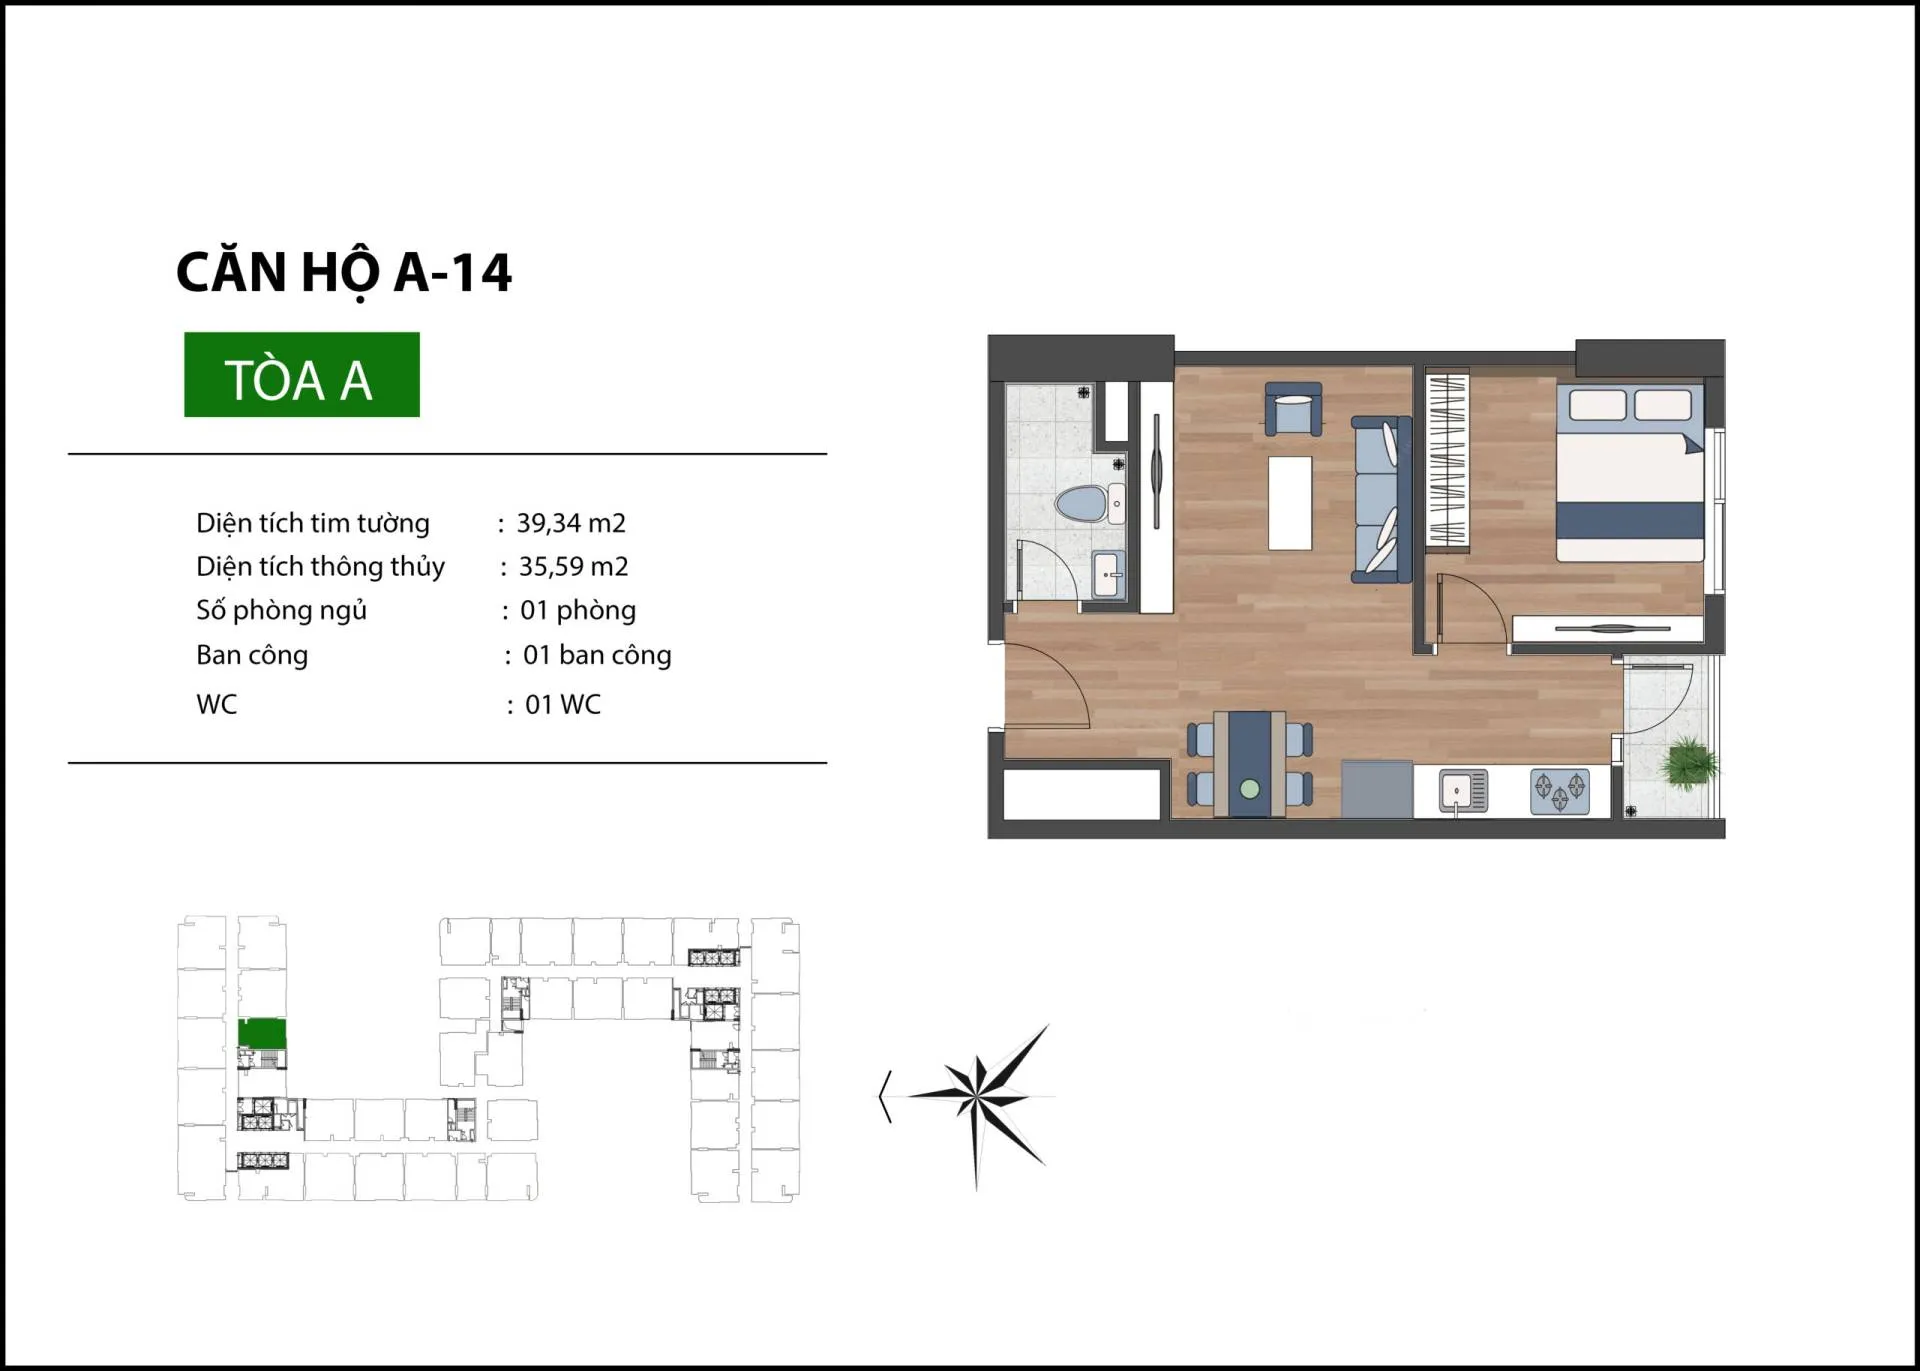 CĂN HỘ A-14
TÒA A
Diện tích tim tường : 39,34 m2
Diện tích thông thủy : 35,59 m2
Số phòng ngủ : 01 phòng
Ban công : 01 ban công
WC : 01 WC